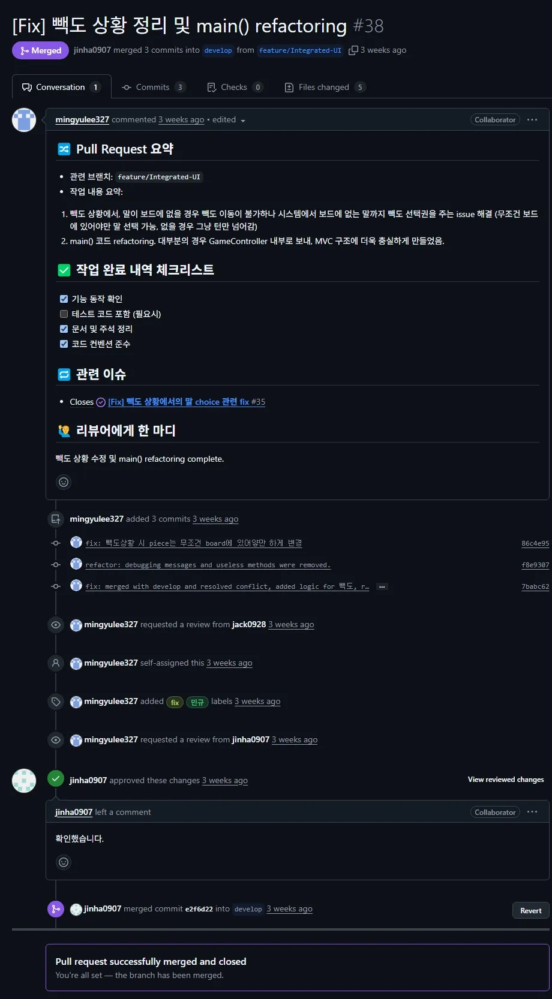 [Fix] 빽도 상황 정리 및 main() refactoring #38
Merged jinha0907 merged 3 commits into develop from feature/Integrated-UI 3 weeks ago
Conversation 1 Commits 3 Checks 0 Files changed 5
mingyulee327 commented 3 weeks ago • edited Collaborator ...
Pull Request 요약
• 관련 브랜치: feature/Integrated-UI
• 작업 내용 요약:
1. 빽도 상황에서, 말이 보드에 없을 경우 빽도 이동이 불가하나 시스템에서 보드에 없는 말까지 빽도 선택권을 주는 issue 해결 (무조건 보드
에 있어야만 말 선택 가능, 없을 경우 그냥 턴만 넘어감)
2. main() 코드 refactoring. 대부분의 경우 GameController 내부로 보내, MVC 구조에 더욱 충실하게 만들었음.
작업 완료 내역 체크리스트
기능 동작 확인
테스트 코드 포함 (필요시)
문서 및 주석 정리
코드 컨벤션 준수
관련 이슈
• Closes [Fix] 빽도 상황에서의 말 choice 관련 fix #35
리뷰어에게 한 마디
빽도 상황 수정 및 main() refactoring complete.
mingyulee327 added 3 commits 3 weeks ago
fix: 빽도상황 시 piece는 무조건 board에 있어얗만 하게 변경 86c4e95
refactor: debugging messages and useless methods were removed. f8e9307
fix: merged with develop and resolved conflict, added logic for 빽도, r… ... 7babc62
mingyulee327 requested a review from jack0928 3 weeks ago
mingyulee327 self-assigned this 3 weeks ago
mingyulee327 added fix 민규 labels 3 weeks ago
mingyulee327 requested a review from jinha0907 3 weeks ago
jinha0907 approved these changes 3 weeks ago View reviewed changes
jinha0907 left a comment Collaborator ...
확인했습니다.
jinha0907 merged commit e2f6d22 into develop 3 weeks ago Revert
Pull request successfully merged and closed
You're all set — the branch has been merged.